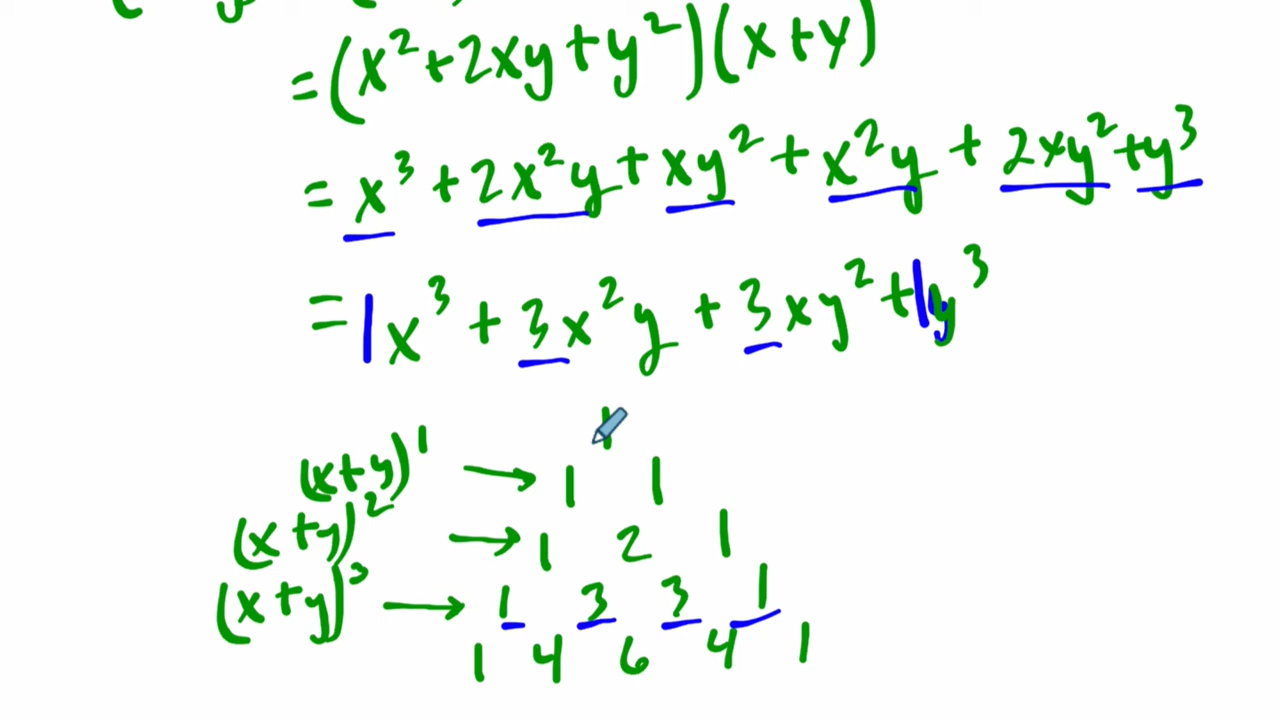 = (x² + 2xy + y²)(x + y)
= x³ + 2x²y + xy² + x²y + 2xy² + y³
= 1x³ + 3x²y + 3xy² + 1y³
1
(x+y)¹ → 1 1
(x+y)² → 1 2 1
(x+y)³ → 1 3 3 1
1 4 6 4 1